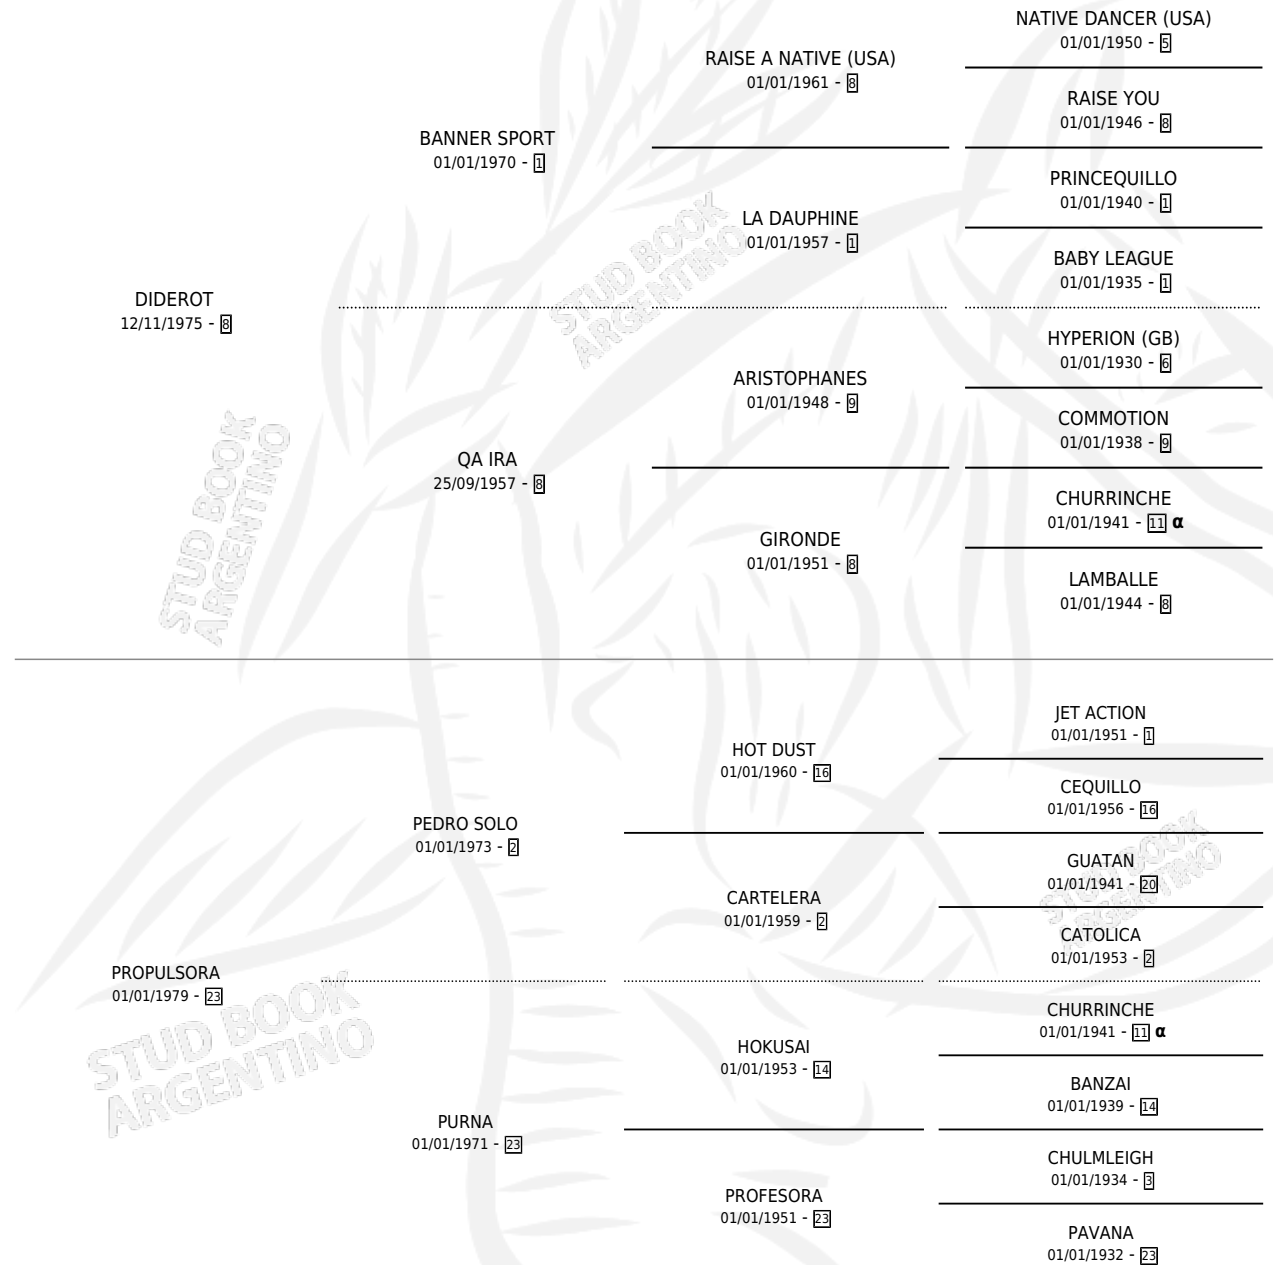 NATIVE DANCER (USA)
01/01/1950 - 5
RAISE A NATIVE (USA)
01/01/1961 - 8
RAISE YOU
01/01/1946 - 8
BANNER SPORT
01/01/1970 - 1
PRINCEQUILLO
01/01/1940 - 1
LA DAUPHINE
01/01/1957 - 1
BABY LEAGUE
01/01/1935 - 1
DIDEROT
12/11/1975 - 8
HYPERION (GB)
01/01/1930 - 6
ARISTOPHANES
01/01/1948 - 9
COMMOTION
01/01/1938 - 9
QA IRA
25/09/1957 - 8
CHURRINCHE
01/01/1941 - 11 α
GIRONDE
01/01/1951 - 8
LAMBALLE
01/01/1944 - 8
JET ACTION
01/01/1951 - 1
HOT DUST
01/01/1960 - 16
CEQUILLO
01/01/1956 - 16
PEDRO SOLO
01/01/1973 - 2
GUATAN
01/01/1941 - 20
CARTELERA
01/01/1959 - 2
CATOLICA
01/01/1953 - 2
PROPULSORA
01/01/1979 - 23
CHURRINCHE
01/01/1941 - 11 α
HOKUSAI
01/01/1953 - 14
BANZAI
01/01/1939 - 14
PURNA
01/01/1971 - 23
CHULMLEIGH
01/01/1934 - 3
PROFESORA
01/01/1951 - 23
PAVANA
01/01/1932 - 23
STUD BOOK
ARGENTINO
STUD BOOK
ARGENTINO
STUD BOOK
ARGENTINO
STUD BOOK
ARGENTINO